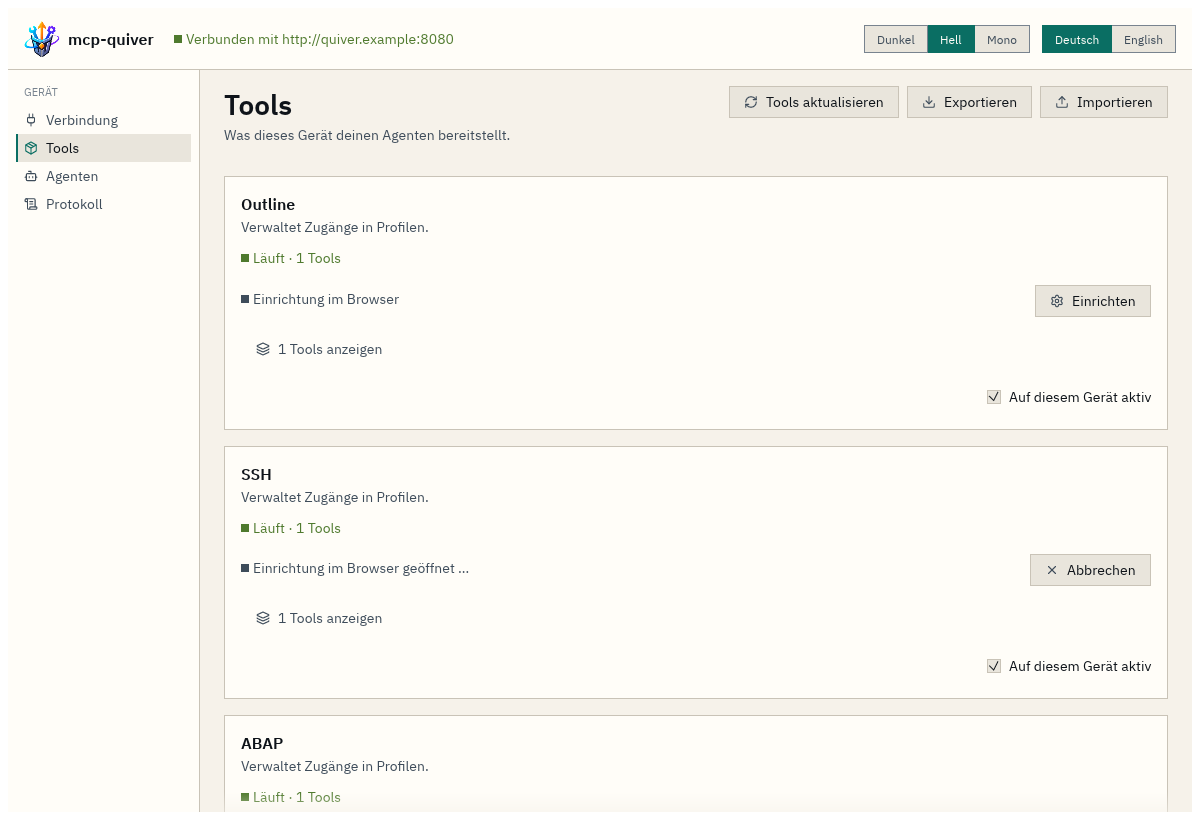 mcp-quiver
Verbunden mit http://quiver.example:8080
Dunkel
Hell
Mono
Deutsch
English
GERÄT
Verbindung
Tools
Agenten
Protokoll
Tools
Was dieses Gerät deinen Agenten bereitstellt.
Tools aktualisieren
Exportieren
Importieren
Outline
Verwaltet Zugänge in Profilen.
Läuft · 1 Tools
Einrichtung im Browser
Einrichten
1 Tools anzeigen
Auf diesem Gerät aktiv
SSH
Verwaltet Zugänge in Profilen.
Läuft · 1 Tools
Einrichtung im Browser geöffnet …
Abbrechen
1 Tools anzeigen
Auf diesem Gerät aktiv
ABAP
Verwaltet Zugänge in Profilen.
Läuft · 1 Tools